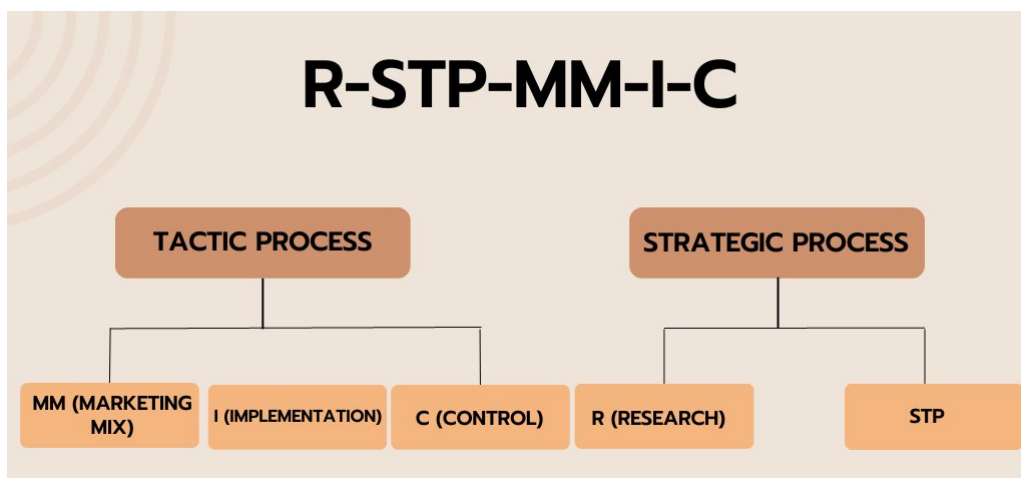 R-STP-MM-I-C
TACTIC PROCESS
STRATEGIC PROCESS
MM (MARKETING
MIX)
I (IMPLEMENTATION)
C (CONTROL)
R (RESEARCH)
STP